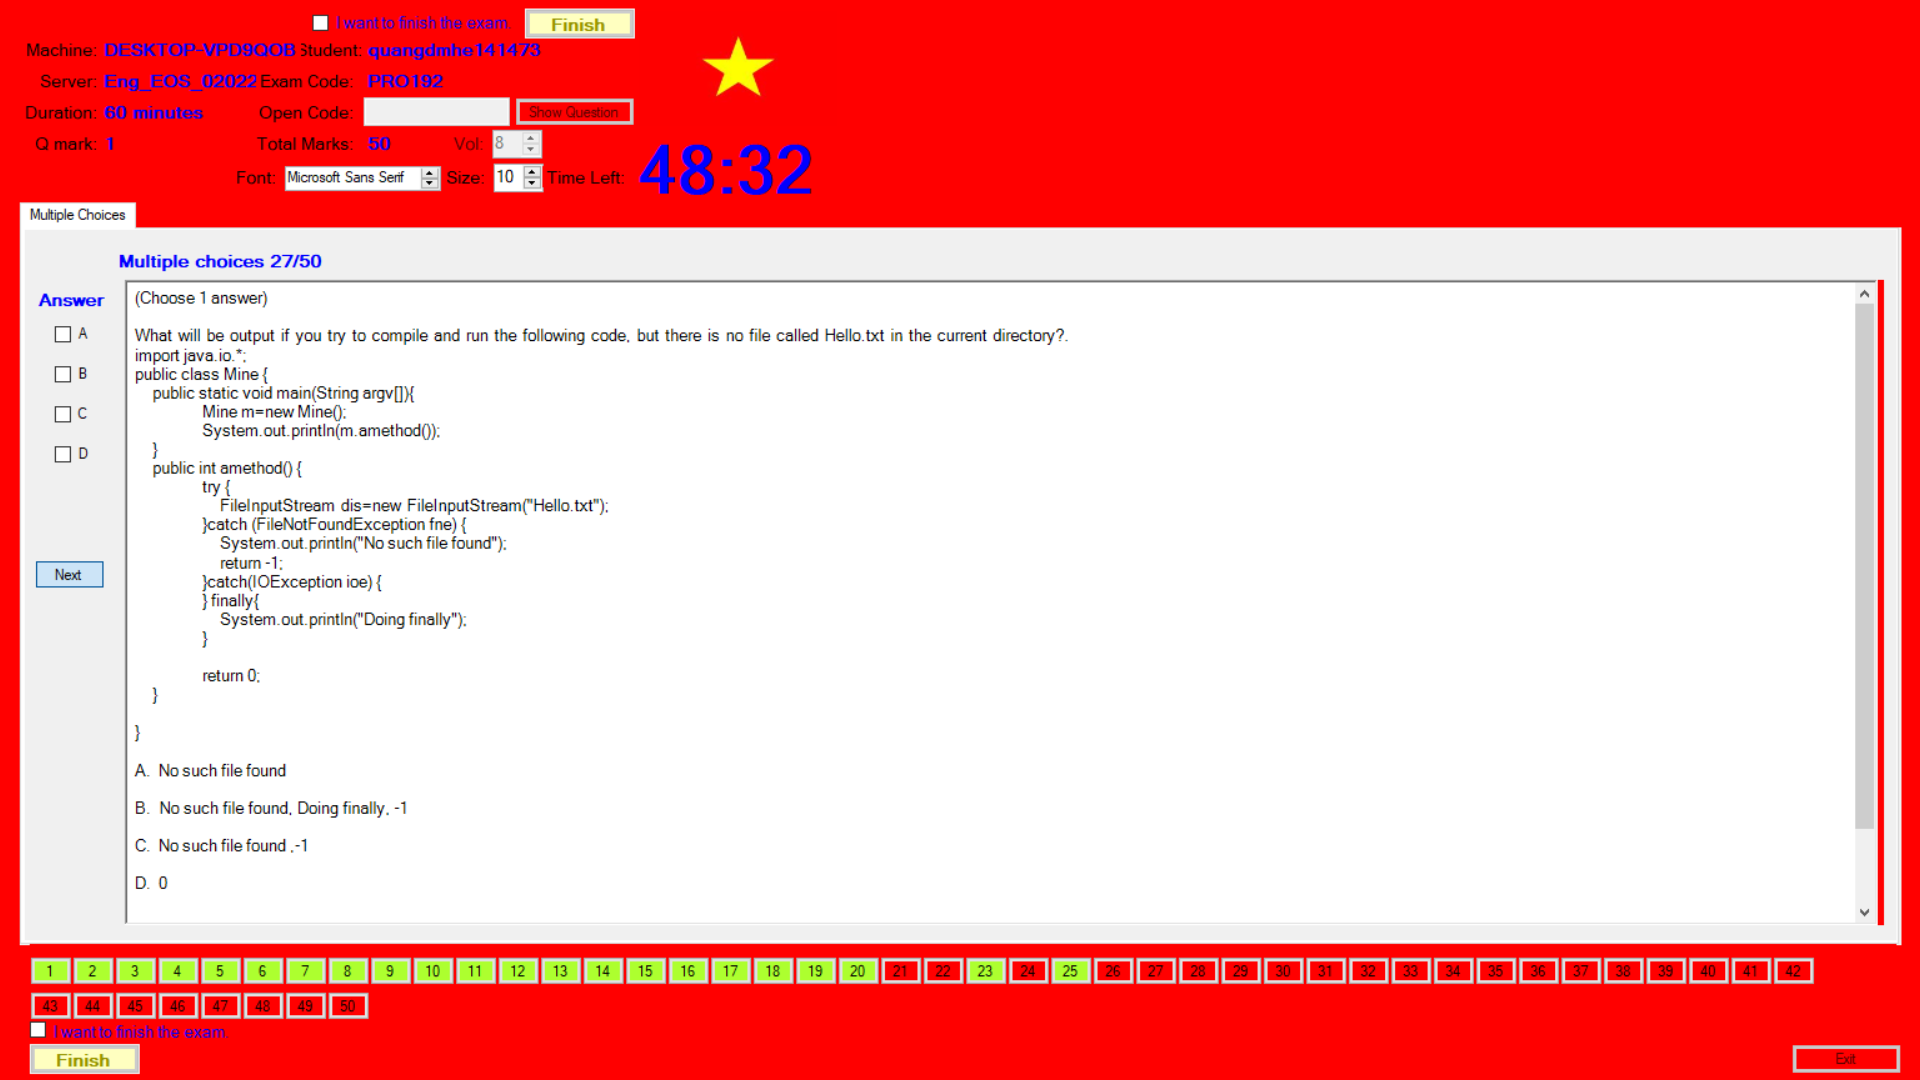 I want to finish the exam.
Finish
Machine: DESKTOP-VPD9QOB Student: quangdmhe141473
Server: Eng_EOS_02022 Exam Code: PRO192
Duration: 60 minutes Open Code: Show Question
Q mark: 1 Total Marks: 50 Vol: 8
Font: Microsoft Sans Serif Size: 10 Time Left: 48:32
Multiple Choices
Multiple choices 27/50
Answer
A
B
C
D
Next
(Choose 1 answer)
What will be output if you try to compile and run the following code, but there is no file called Hello.txt in the current directory?.
import java.io.*;
public class Mine {
public static void main(String argv[]){
Mine m=new Mine();
System.out.println(m.amethod());
}
public int amethod() {
try {
FileInputStream dis=new FileInputStream("Hello.txt");
}catch (FileNotFoundException fne) {
System.out.println("No such file found");
return -1;
}catch(IOException ioe) {
} finally{
System.out.println("Doing finally");
}
return 0;
}
}
A. No such file found
B. No such file found, Doing finally, -1
C. No such file found ,-1
D. 0
1 2 3 4 5 6 7 8 9 10 11 12 13 14 15 16 17 18 19 20 21 22 23 24 25 26 27 28 29 30 31 32 33 34 35 36 37 38 39 40 41 42
43 44 45 46 47 48 49 50
I want to finish the exam.
Finish
Exit